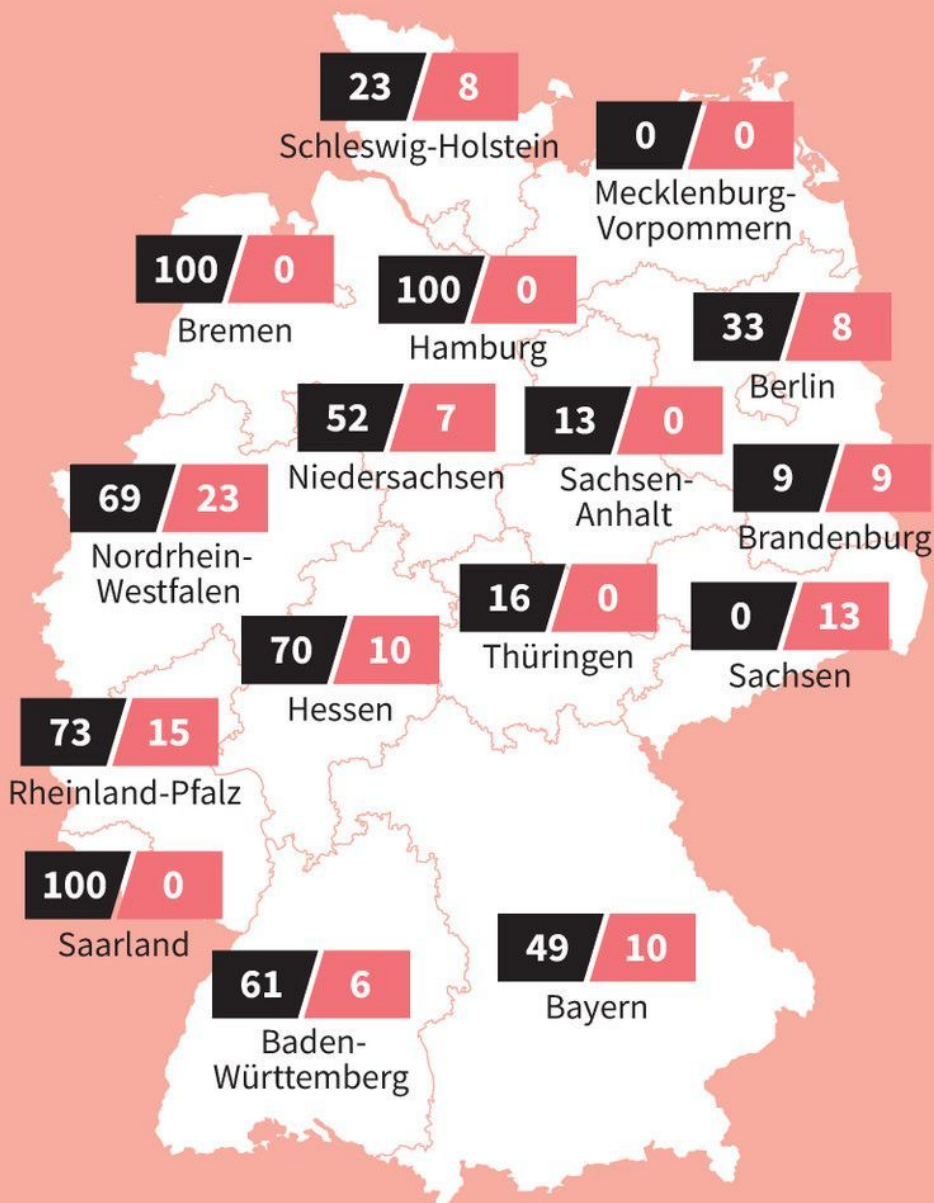 23 8
Schleswig-Holstein
0 0
Mecklenburg-
Vorpommern
100 0
Bremen
100 0
Hamburg
33 8
Berlin
52 7
Niedersachsen
13 0
Sachsen-
Anhalt
9 9
Brandenburg
69 23
Nordrhein-
Westfalen
16 0
Thüringen
0 13
Sachsen
70 10
Hessen
73 15
Rheinland-Pfalz
100 0
Saarland
49 10
Bayern
61 6
Baden-
Württemberg